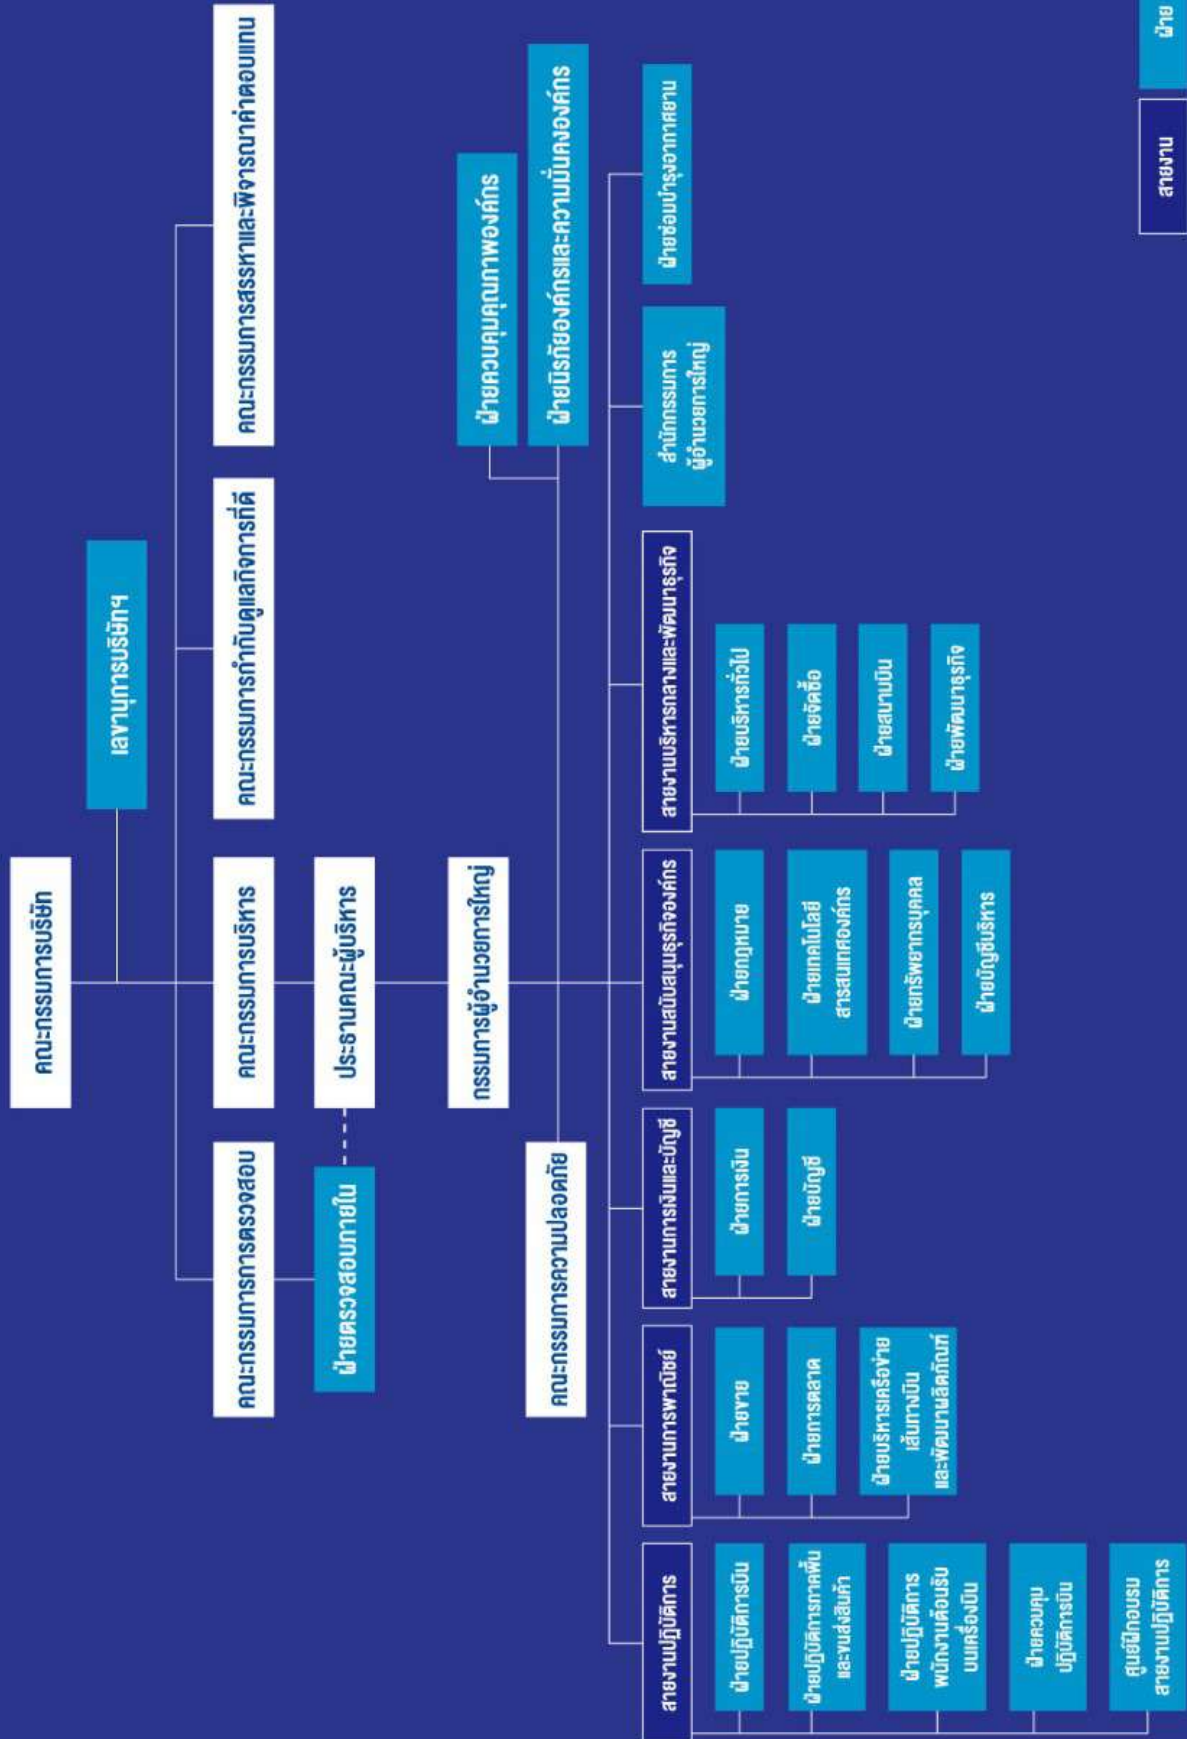 คณะกรรมการบริษัท
เลขานุการบริษัทฯ
คณะกรรมการการตรวจสอบ
คณะกรรมการบริหาร
คณะกรรมการกำกับดูแลกิจการที่ดี
คณะกรรมการสรรหาและพิจารณาค่าตอบแทน
ฝ่ายตรวจสอบภายใน
ประธานคณะผู้บริหาร
กรรมการผู้อำนวยการใหญ่
ฝ่ายควบคุมคุณภาพองค์กร
คณะกรรมการความปลอดภัย
ฝ่ายนิรภัยองค์กรและความมั่นคงองค์กร
สายงานปฏิบัติการ
ฝ่ายปฏิบัติการบิน
ฝ่ายปฏิบัติการภาคพื้น
และขนส่งสินค้า
ฝ่ายปฏิบัติการ
พนักงานต้อนรับ
บนเครื่องบิน
ฝ่ายควบคุม
ปฏิบัติการบิน
ศูนย์ฝึกอบรม
สายงานปฏิบัติการ
สายงานการพาณิชย์
ฝ่ายขาย
ฝ่ายการตลาด
ฝ่ายบริหารเครือข่าย
เส้นทางบิน
และพัฒนาผลิตภัณฑ์
สายงานการเงินและบัญชี
ฝ่ายการเงิน
ฝ่ายบัญชี
สายงานสนับสนุนธุรกิจองค์กร
ฝ่ายกฎหมาย
ฝ่ายเทคโนโลยี
สารสนเทศองค์กร
ฝ่ายทรัพยากรบุคคล
ฝ่ายบัญชีบริหาร
สายงานบริหารกลางและพัฒนาธุรกิจ
ฝ่ายบริหารทั่วไป
ฝ่ายจัดซื้อ
ฝ่ายสนามบิน
ฝ่ายพัฒนาธุรกิจ
สำนักกรรมการ
ผู้อำนวยการใหญ่
ฝ่ายซ่อมบำรุงอากาศยาน
สายงาน
ฝ่าย